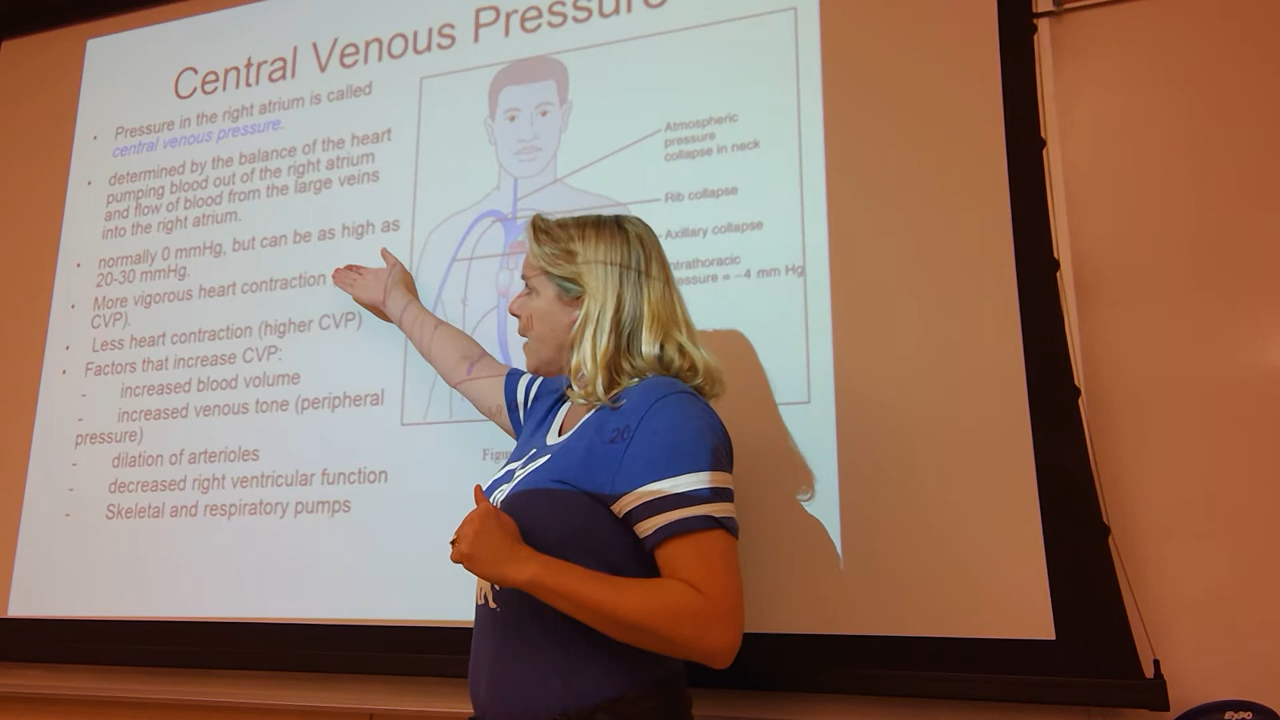 Central Venous Pressure
• Pressure in the right atrium is called
central venous pressure.
• determined by the balance of the heart
pumping blood out of the right atrium
and flow of blood from the large veins
into the right atrium.
• normally 0 mmHg, but can be as high as
20-30 mmHg.
• More vigorous heart contraction
CVP).
• Less heart contraction (higher CVP)
• Factors that increase CVP:
- increased blood volume
- increased venous tone (peripheral
pressure)
- dilation of arterioles
- decreased right ventricular function
- Skeletal and respiratory pumps
Atmospheric
pressure
collapse in neck
Rib collapse
Axillary collapse
ntrathoracic
essure = –4 mm Hg
Figu
20
EXPO